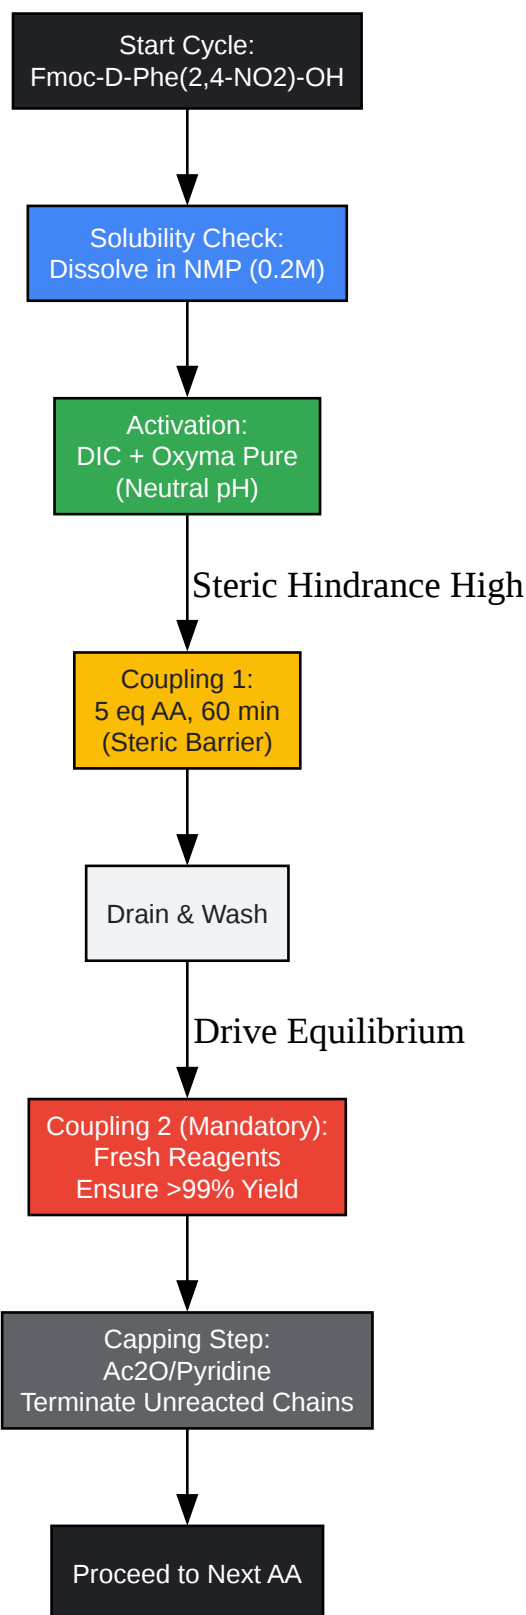 Start Cycle:
Fmoc-D-Phe(2,4-NO2)-OH
Solubility Check:
Dissolve in NMP (0.2M)
Activation:
DIC + Oxyma Pure
(Neutral pH)
Steric Hindrance High
Coupling 1:
5 eq AA, 60 min
(Steric Barrier)
Drain & Wash
Drive Equilibrium
Coupling 2 (Mandatory):
Fresh Reagents
Ensure >99% Yield
Capping Step:
Ac2O/Pyridine
Terminate Unreacted Chains
Proceed to Next AA